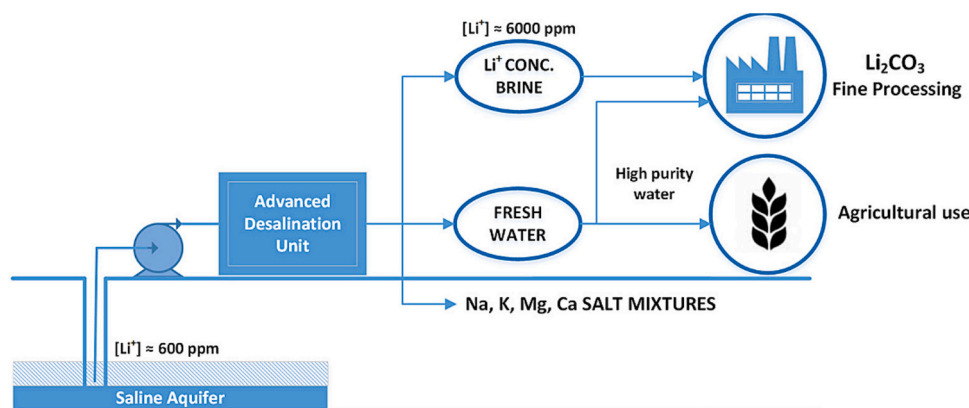 [Li⁺] ≈ 6000 ppm
Li⁺ CONC.
BRINE
Li₂CO₃
Fine Processing
Advanced
Desalination
Unit
High purity
water
FRESH
WATER
Agricultural use
Na, K, Mg, Ca SALT MIXTURES
[Li⁺] ≈ 600 ppm
Saline Aquifer